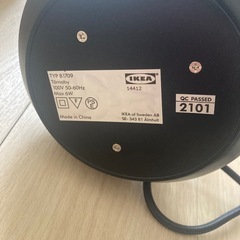 TYP B1709
Tärnaby
100V 50-60Hz
Max 6W
Made in China
IKEA
14412
IKEA of Sweden AB
SE-343 81 Älmhult
QC PASSED
2101